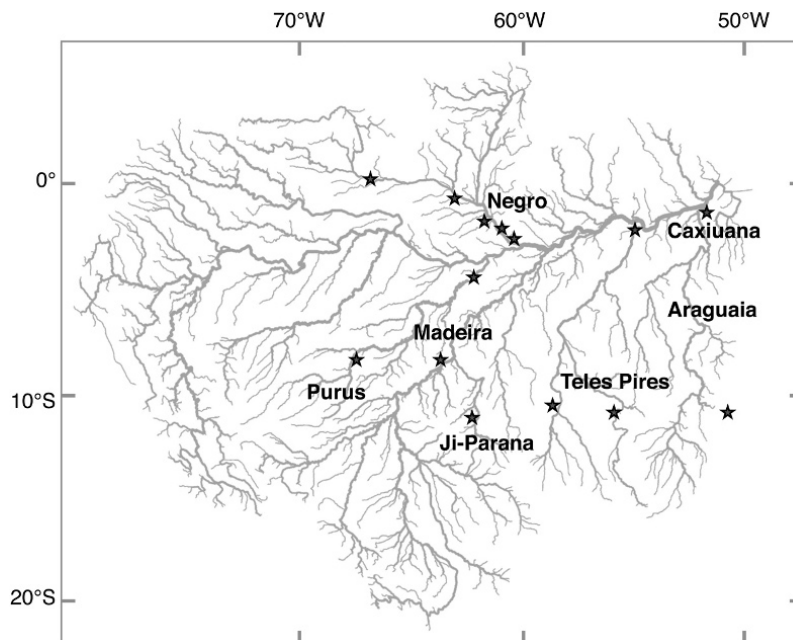 70°W 60°W 50°W
0°
Negro
Caxiuana
Araguaia
Madeira
Teles Pires
Purus
10°S
Ji-Parana
20°S